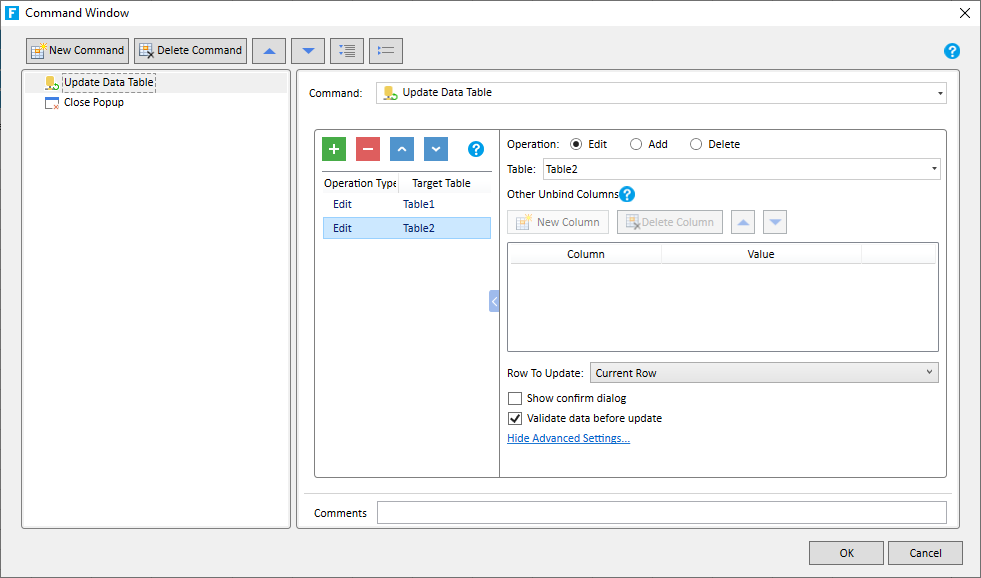 F Command Window
New Command Delete Command ?
Update Data Table
Close Popup
Command: Update Data Table
?
Operation Type Target Table
Edit Table1
Edit Table2
Operation: Edit Add Delete
Table: Table2
Other Unbind Columns ?
New Column Delete Column
Column Value
Row To Update: Current Row
Show confirm dialog
Validate data before update
Hide Advanced Settings...
Comments
OK Cancel